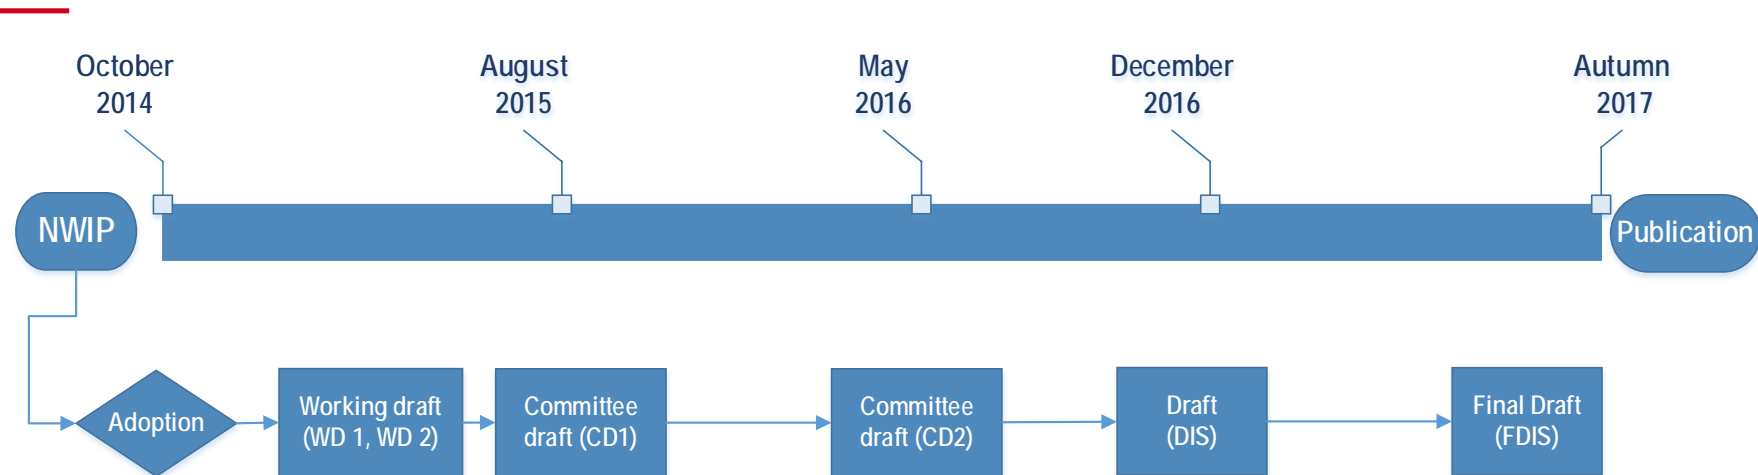 October
2014
August
2015
May
2016
December
2016
Autumn
2017
NWIP
Publication
Adoption
Working draft
(WD 1, WD 2)
Committee
draft (CD1)
Committee
draft (CD2)
Draft
(DIS)
Final Draft
(FDIS)